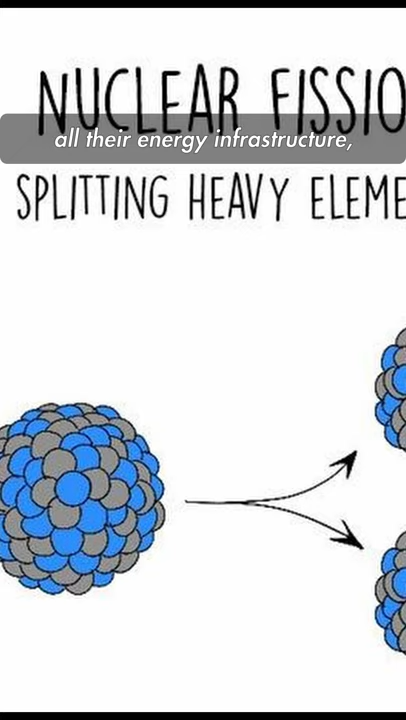 NUCLEAR FISSIO
all their energy infrastructure,
SPLITTING HEAVY ELEME